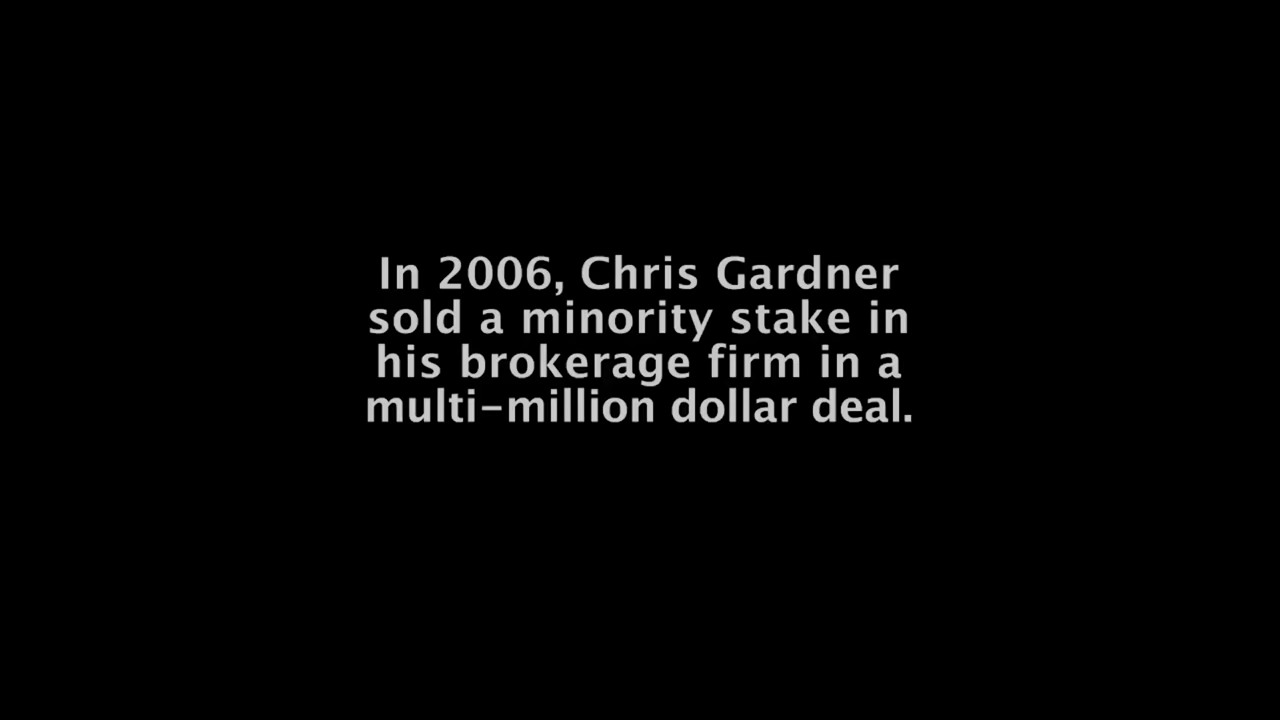 In 2006, Chris Gardner
sold a minority stake in
his brokerage firm in a
multi-million dollar deal.